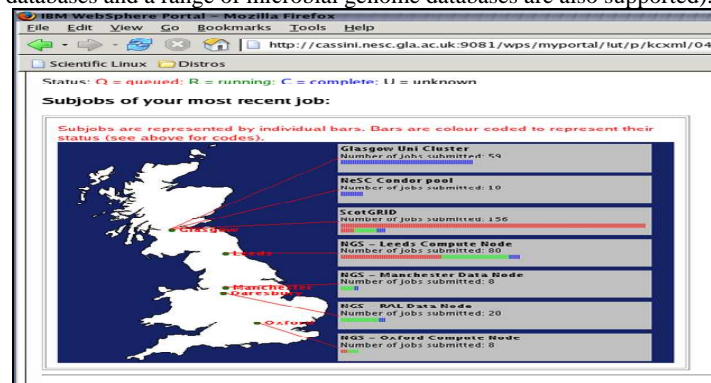 databases and a range of microbial genome databases are also supported).
IBM WebSphere Portal - Mozilla Firefox
File Edit View Go Bookmarks Tools Help
http://cassini.nesc.gla.ac.uk:9081/wps/myportal/!ut/p/kcxml/04
Scientific Linux Distros
Status: Q = queued; R = running; C = complete; U = unknown
Subjobs of your most recent job:
Subjobs are represented by individual bars. Bars are colour coded to represent their
status (see above for codes).
Glasgow Uni Cluster
Number of jobs submitted: 59
NeSC Condor pool
Number of jobs submitted: 10
ScotGRID
Number of jobs submitted: 156
Glasgow
NGS - Leeds Compute Node
Number of jobs submitted: 80
Leeds
NGS - Manchester Data Node
Number of jobs submitted: 8
Manchester
Daresbury
NGS - RAL Data Node
Number of jobs submitted: 20
Oxford
NGS - Oxford Compute Node
Number of jobs submitted: 8